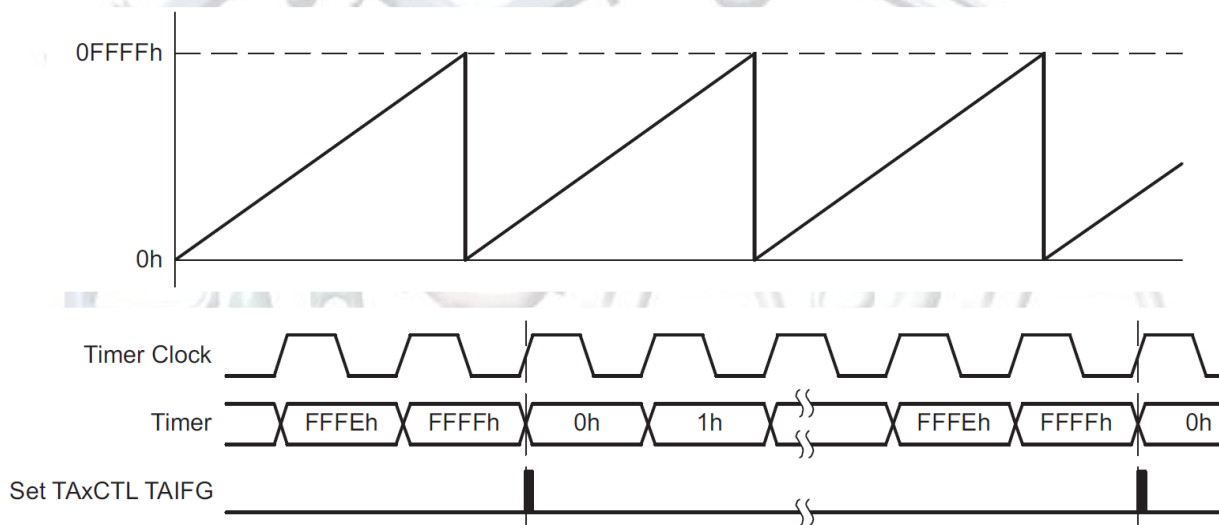 0FFFFh
0h
Timer Clock
Timer FFFEh FFFFh 0h 1h FFFEh FFFFh 0h
Set TAxCTL TAIFG